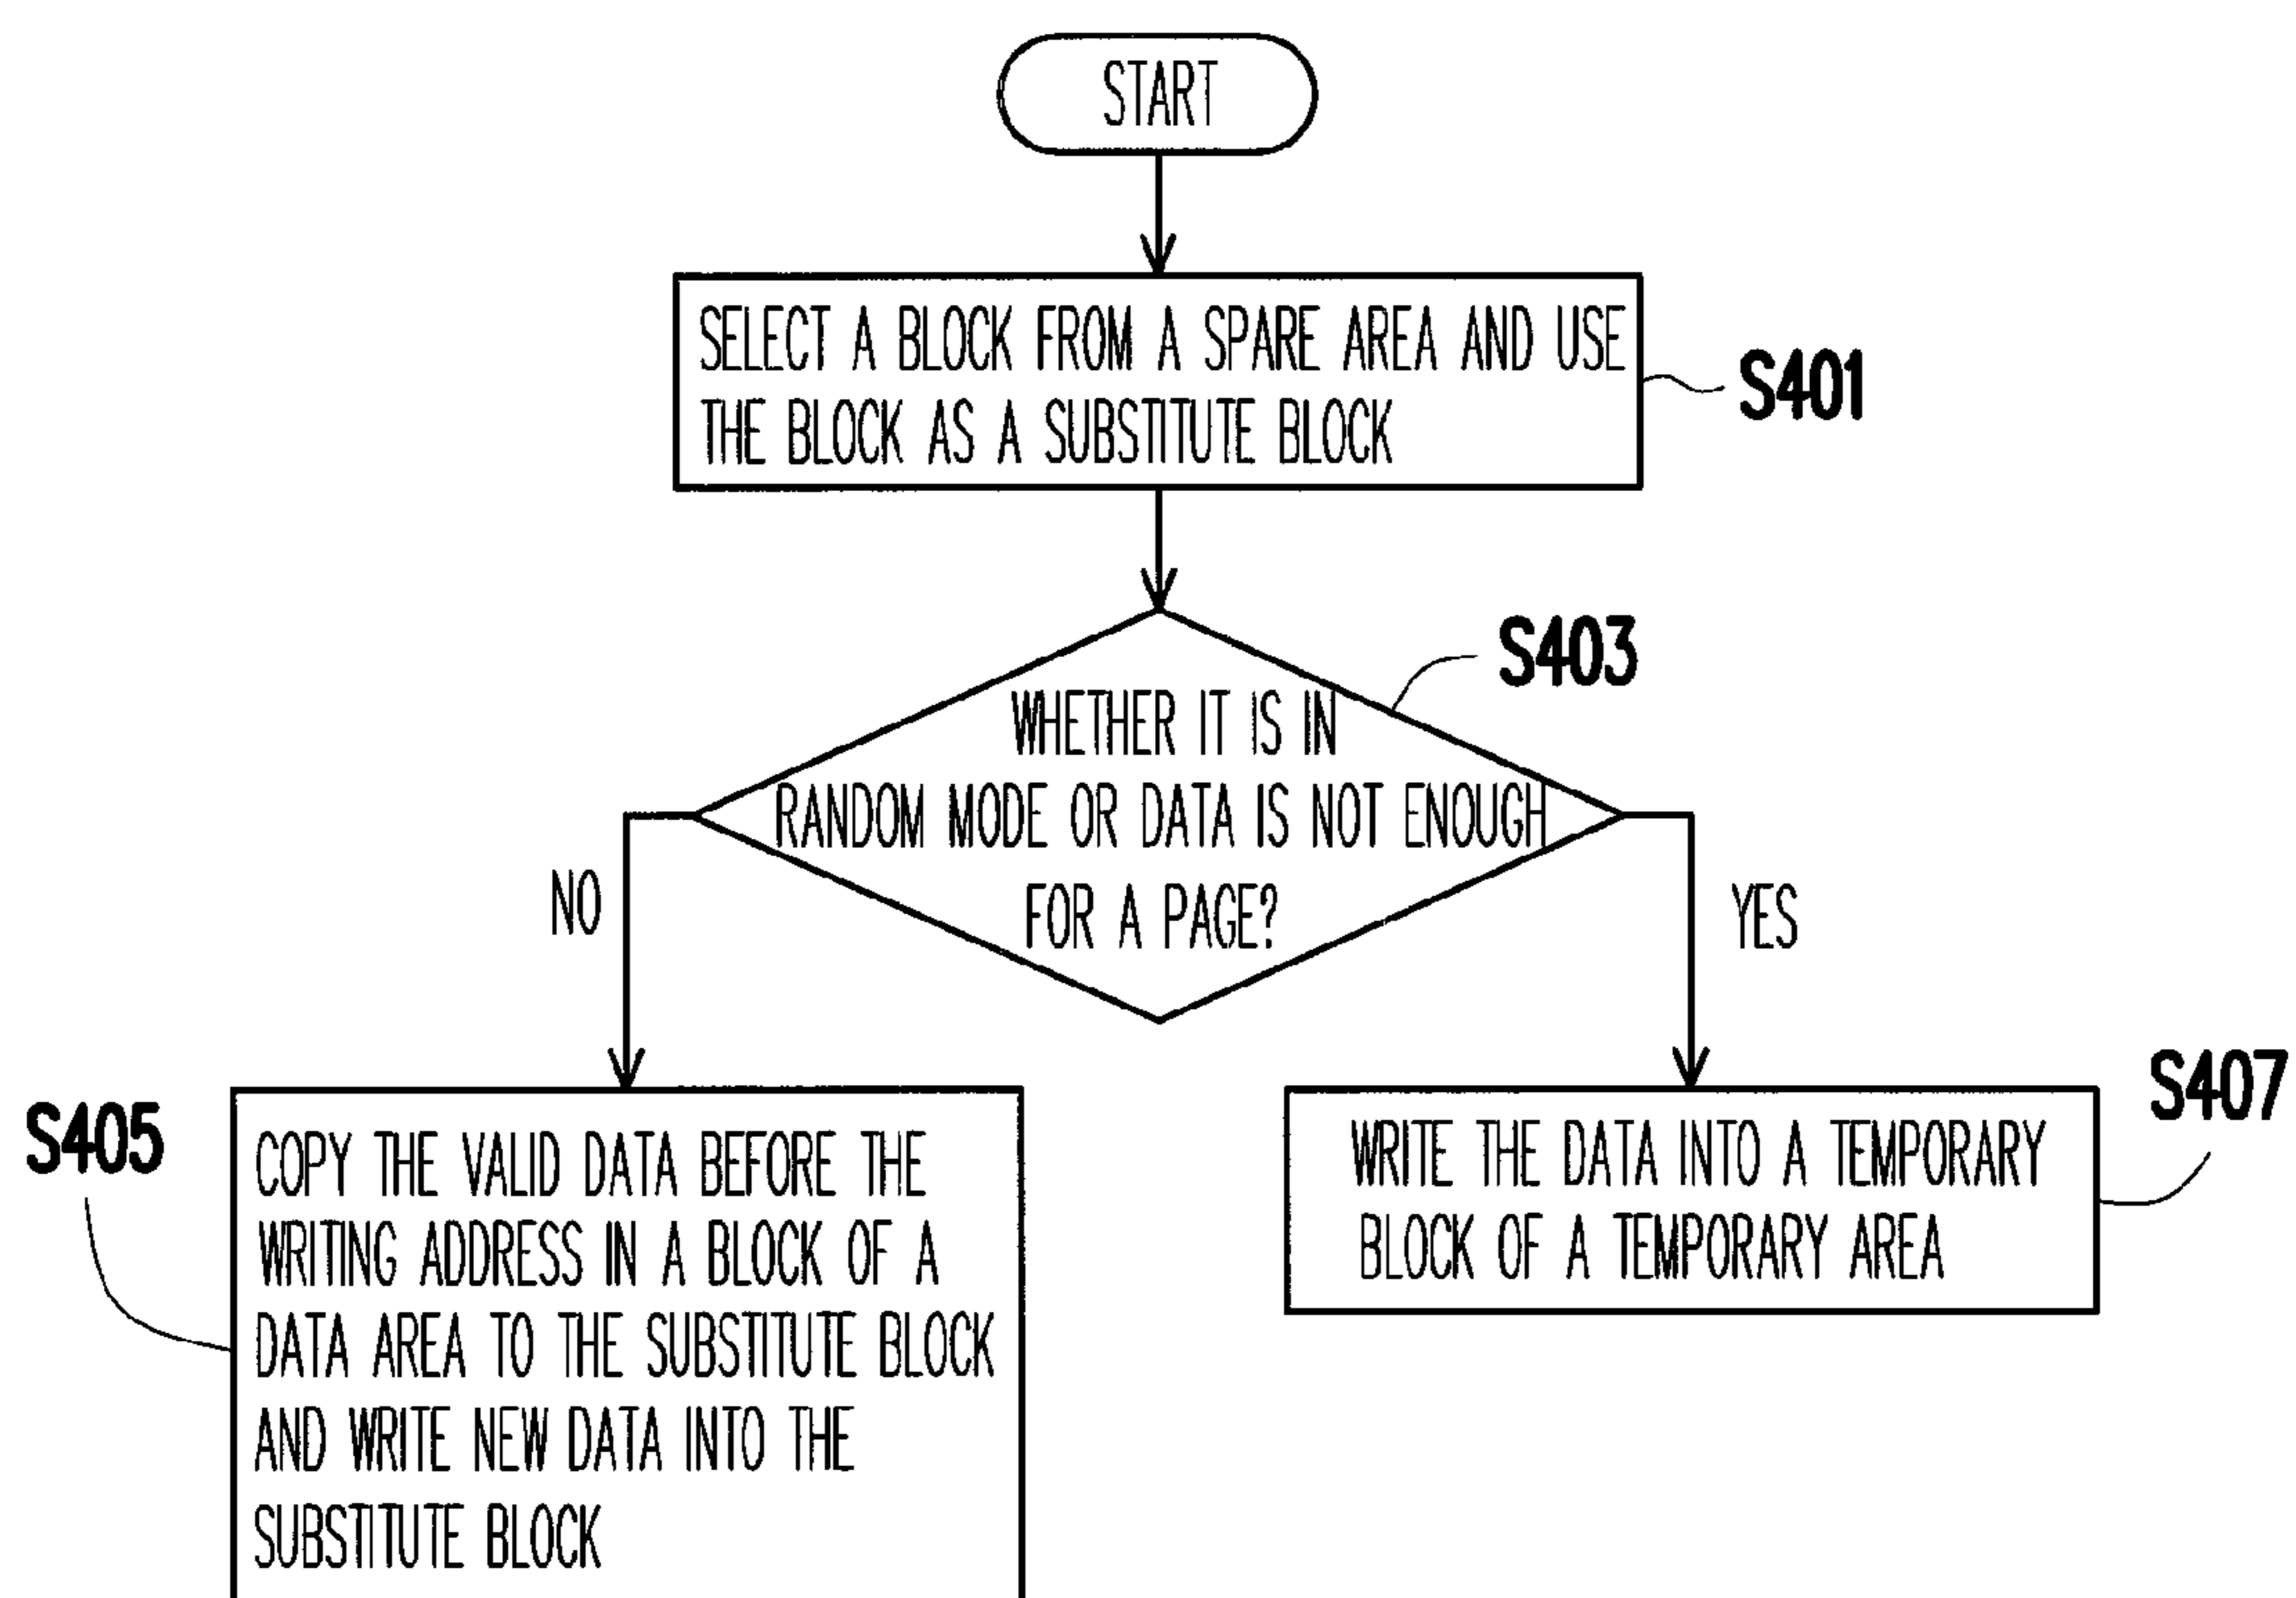 START
SELECT A BLOCK FROM A SPARE AREA AND USE
THE BLOCK AS A SUBSTITUTE BLOCK
S401
S403
WHETHER IT IS IN
RANDOM MODE OR DATA IS NOT ENOUGH
FOR A PAGE?
NO
YES
S405
COPY THE VALID DATA BEFORE THE
WRITING ADDRESS IN A BLOCK OF A
DATA AREA TO THE SUBSTITUTE BLOCK
AND WRITE NEW DATA INTO THE
SUBSTITUTE BLOCK
S407
WRITE THE DATA INTO A TEMPORARY
BLOCK OF A TEMPORARY AREA